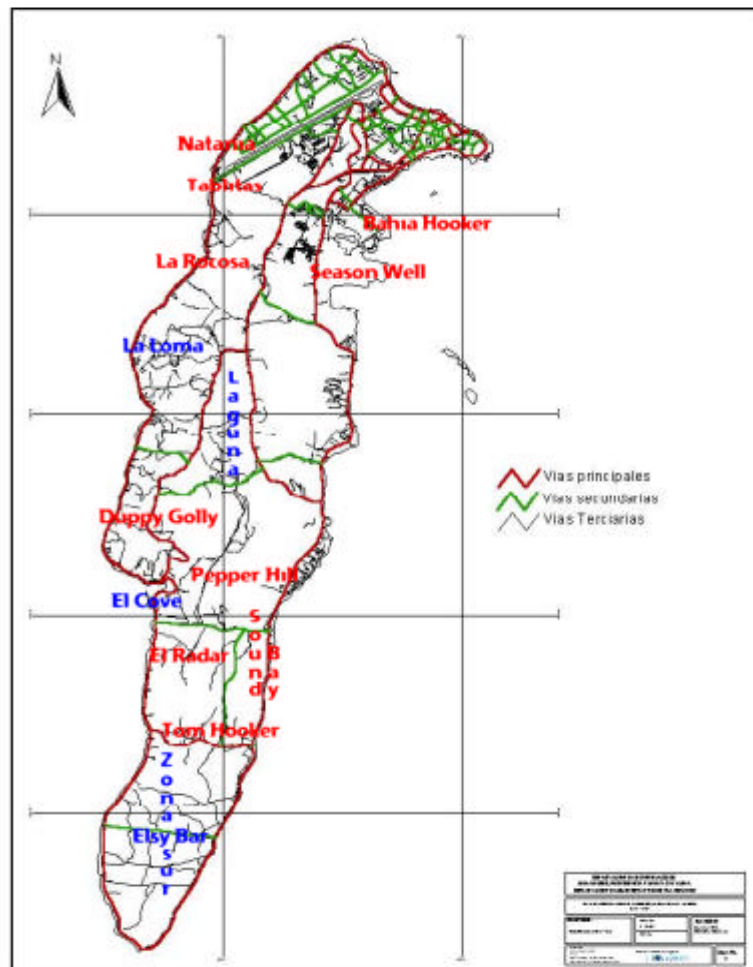 N
Natania
Tablitas
Bahia Hooker
La Rocosa
Season Well
La Loma
Laguna
Vias principales
Vias secundarias
Vias Terciarias
Duppy Golly
Pepper Hill
El Cove
Sound Bay
El Radar
Tom Hooker
Zona sur
Elsy Bar